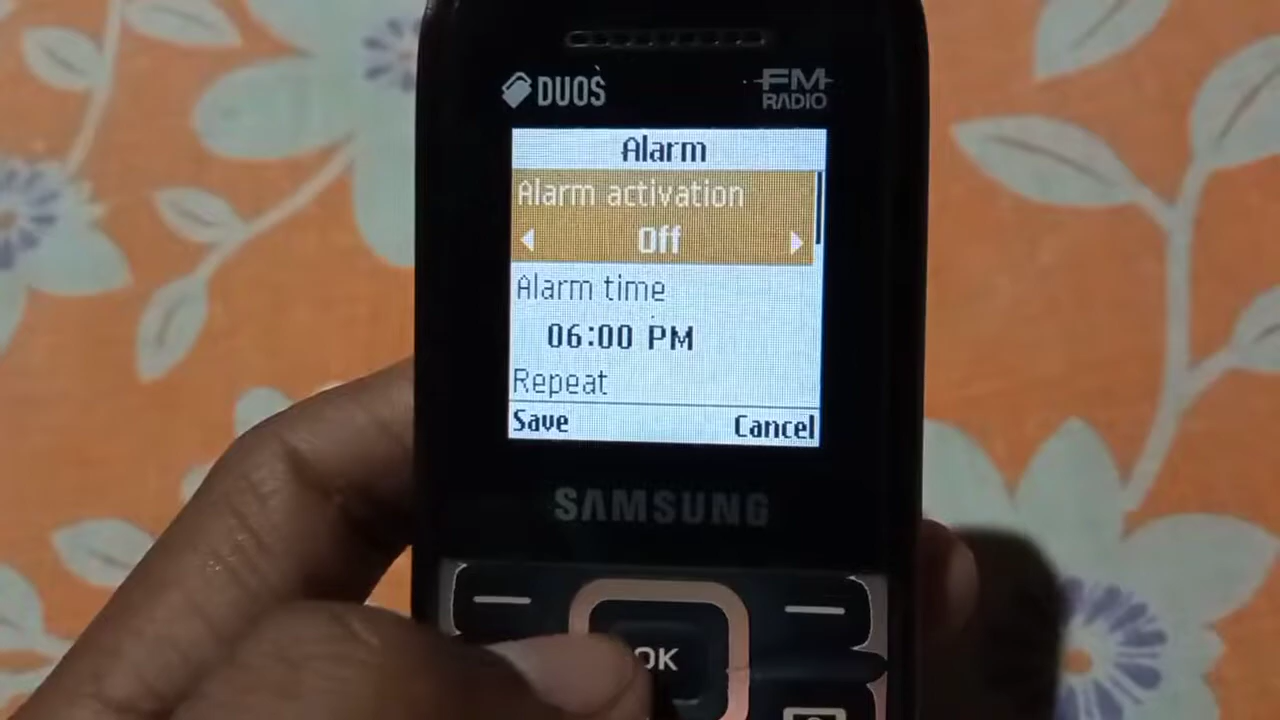 DUOS
FM
RADIO
Alarm
Alarm activation
Off
Alarm time
06:00 PM
Repeat
Save
Cancel
SAMSUNG
OK